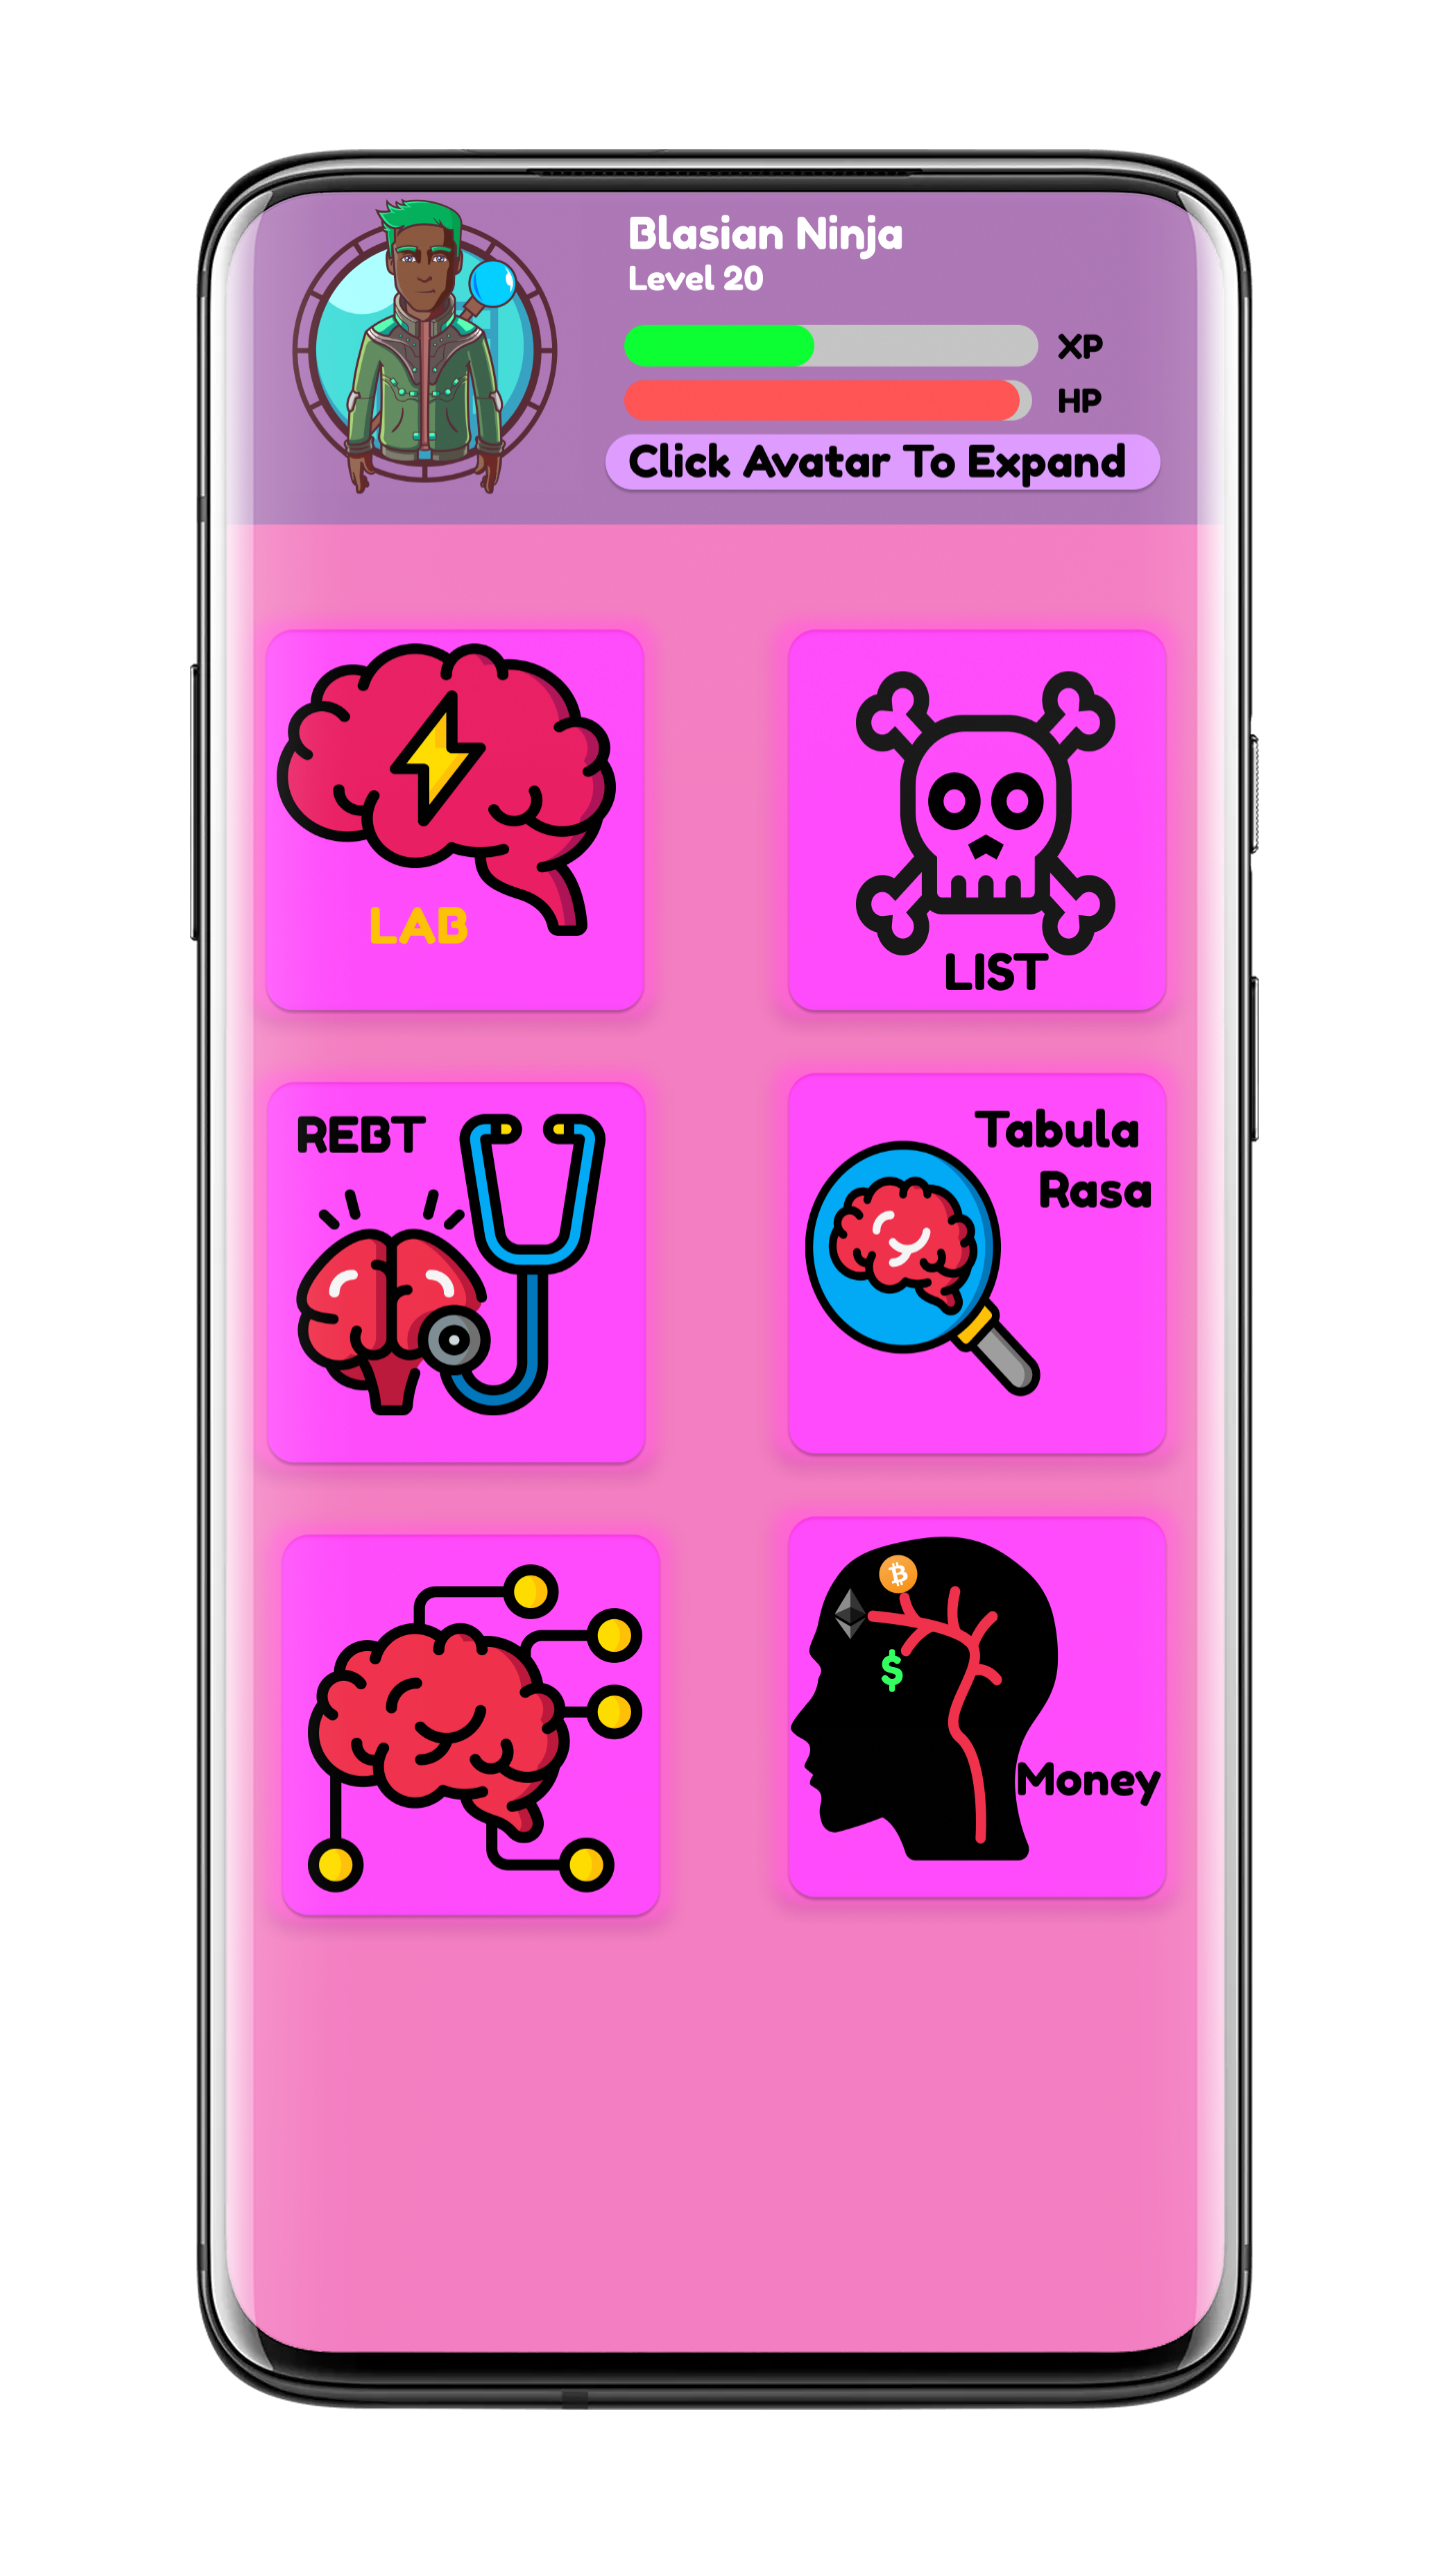 Blasian Ninja
Level 20
XP
HP
Click Avatar To Expand
LAB
LIST
REBT
Tabula
Rasa
Money